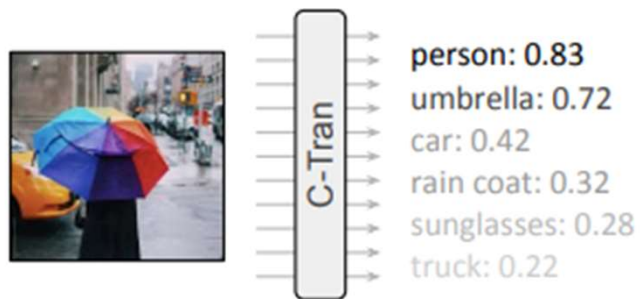 C-Tran
person: 0.83
umbrella: 0.72
car: 0.42
rain coat: 0.32
sunglasses: 0.28
truck: 0.22